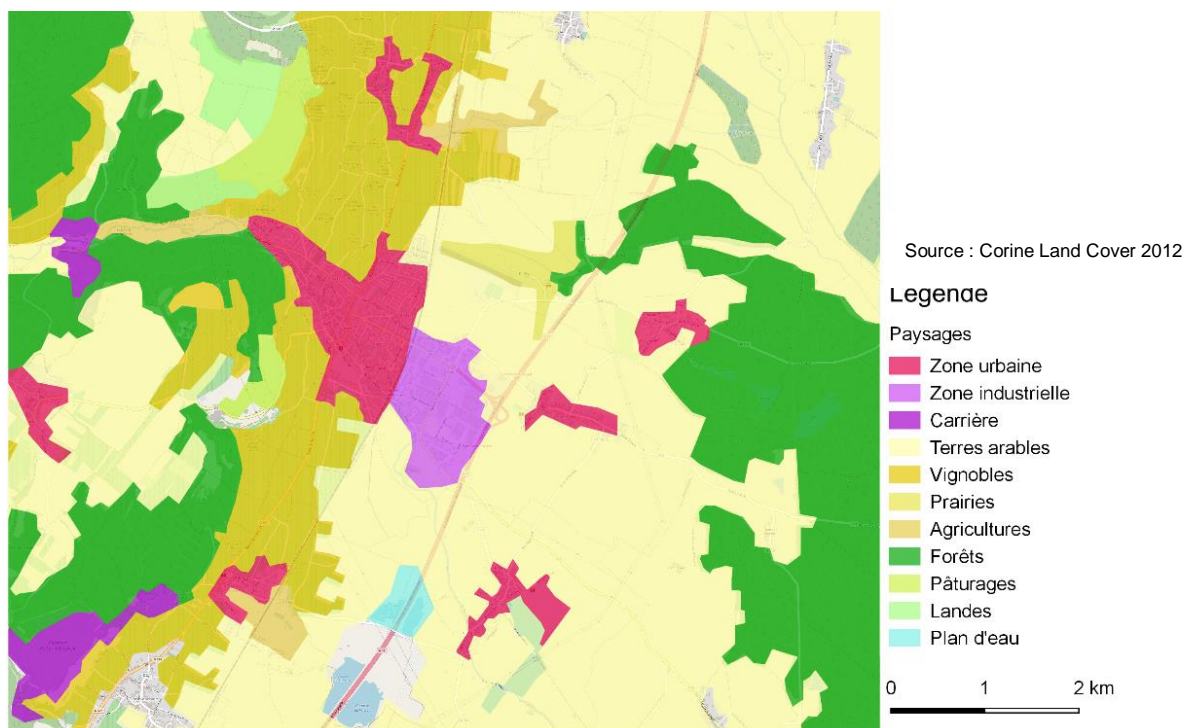 Source : Corine Land Cover 2012
Legende
Paysages
Zone urbaine
Zone industrielle
Carrière
Terres arables
Vignobles
Prairies
Agricultures
Forêts
Pâturages
Landes
Plan d'eau
0 1 2 km